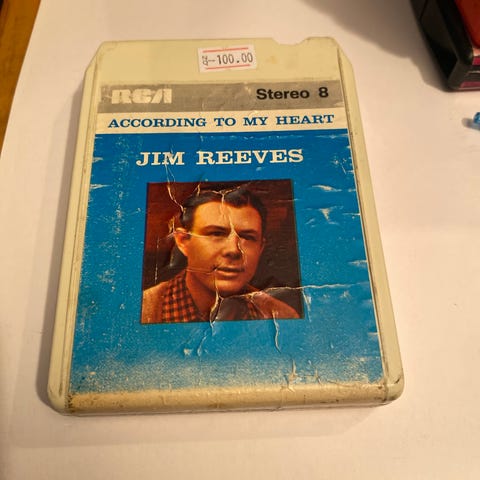 100.00
RCA
Stereo 8
ACCORDING TO MY HEART
JIM REEVES